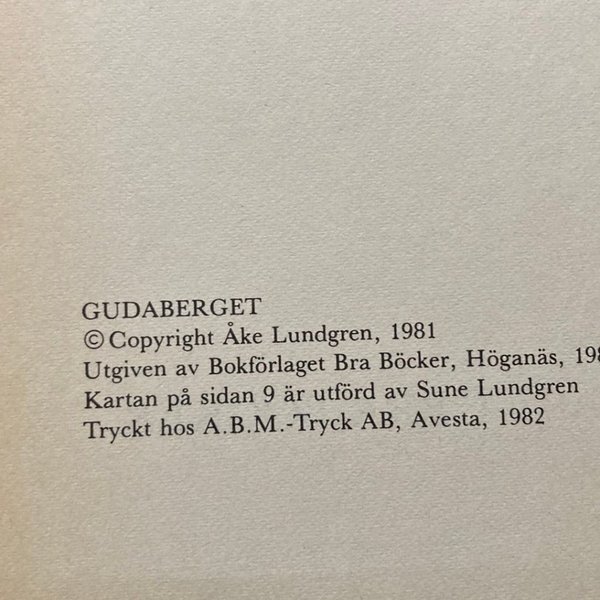 GUDABERGET
© Copyright Åke Lundgren, 1981
Utgiven av Bokförlaget Bra Böcker, Höganäs,
Kartan på sidan 9 är utförd av Sune Lundgren
Tryckt hos A.B.M.-Tryck AB, Avesta, 1982